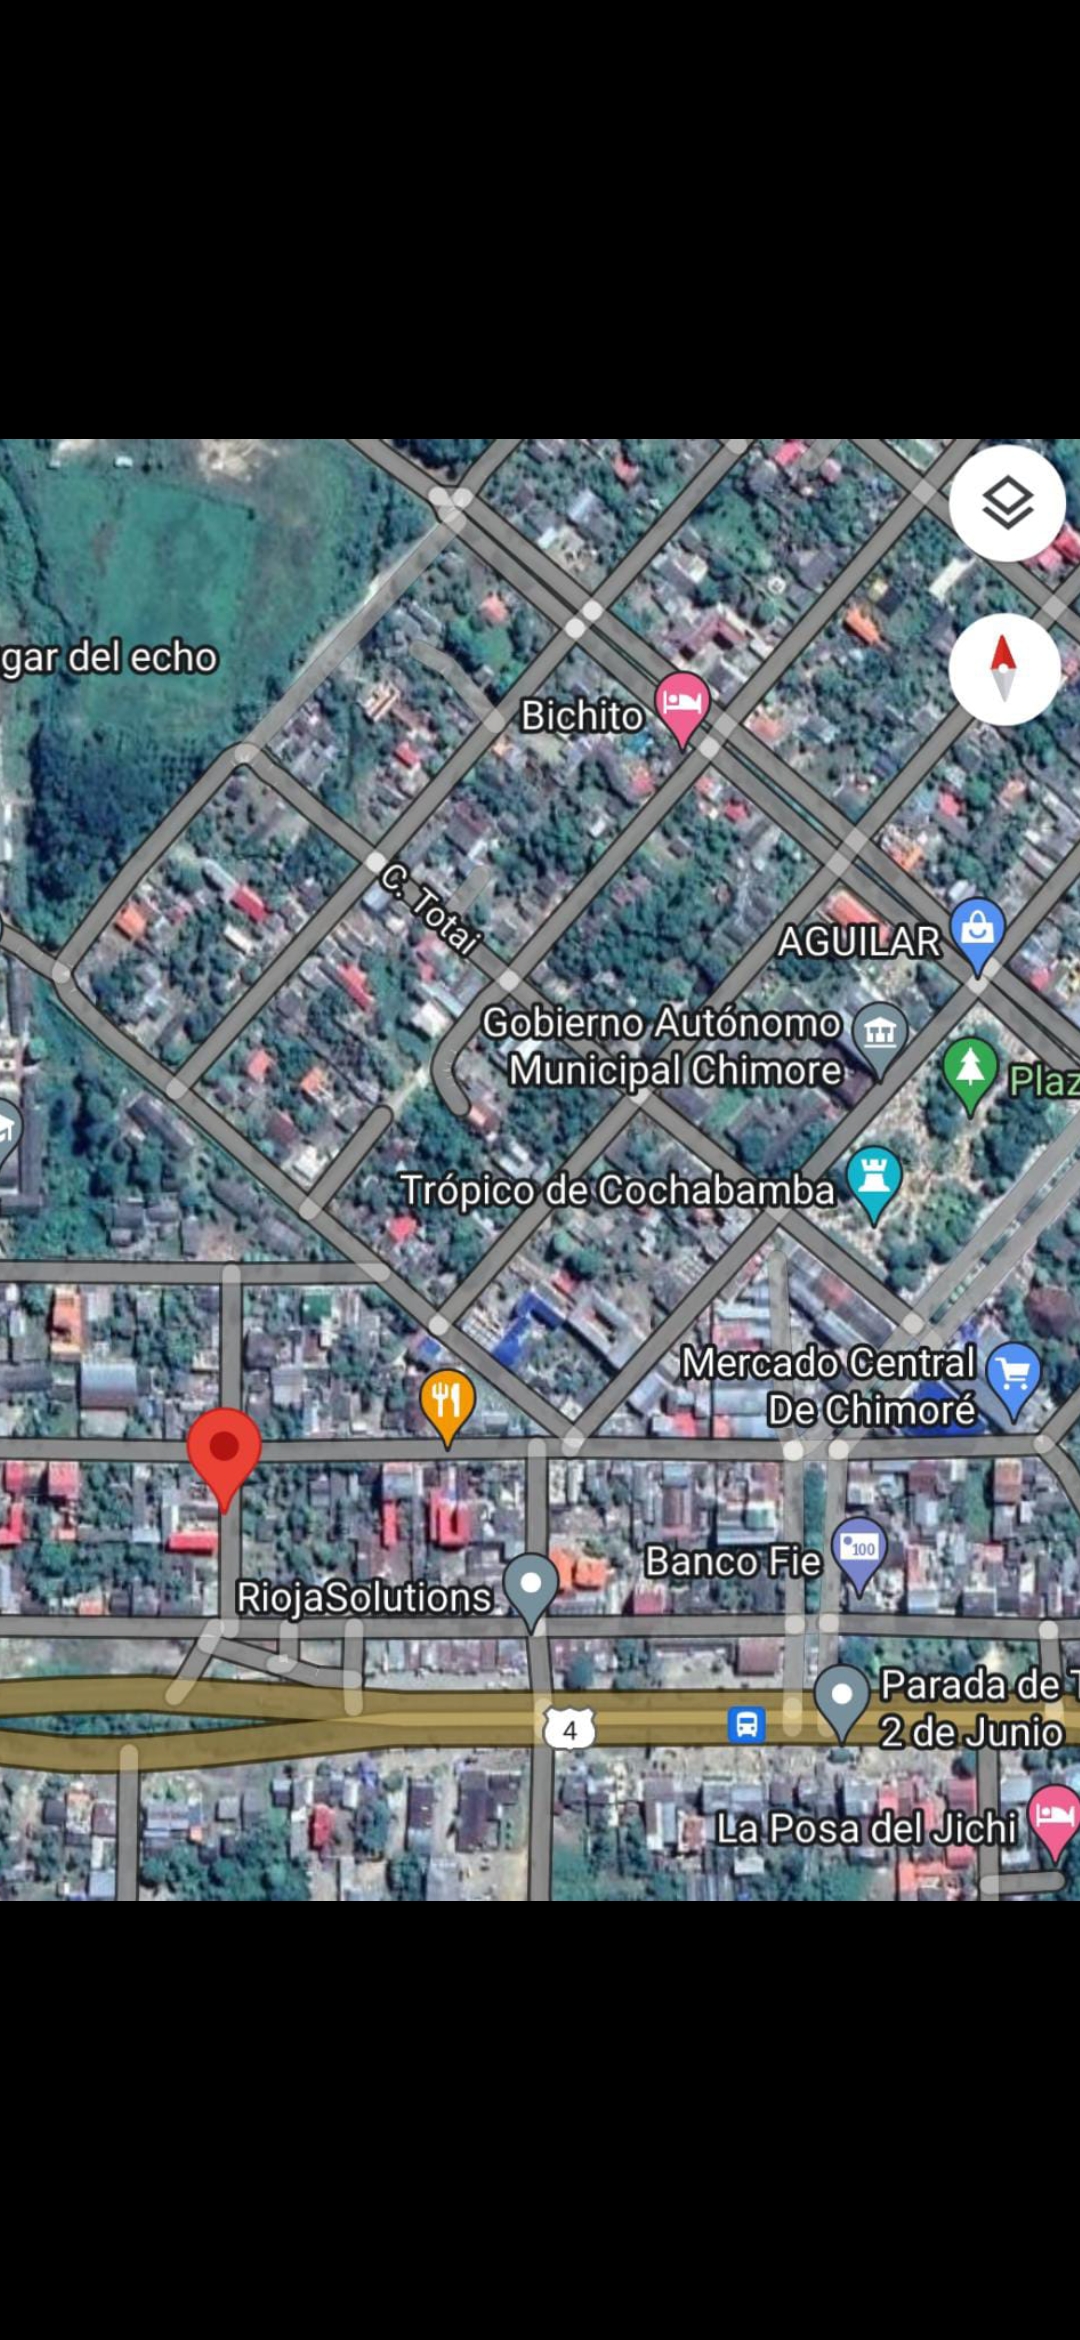 gar del echo
Bichito
C. Totai
AGUILAR
Gobierno Autónomo
Municipal Chimore
Plaz
Trópico de Cochabamba
Mercado Central
De Chimoré
100
Banco Fie
RiojaSolutions
Parada de T
2 de Junio
4
La Posa del Jichi